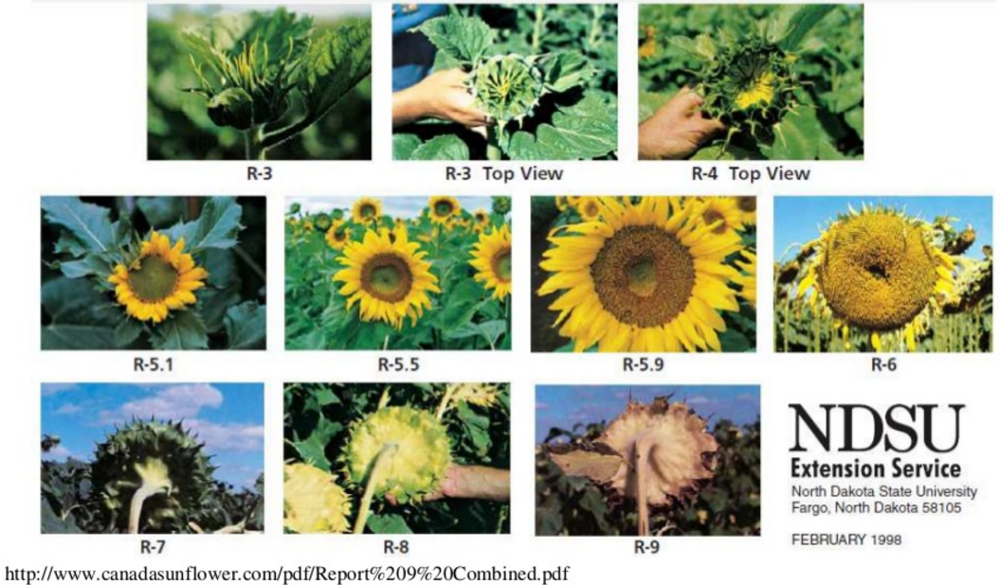 R-3
R-3 Top View
R-4 Top View
R-5.1
R-5.5
R-5.9
R-6
R-7
R-8
R-9
NDSU
Extension Service
North Dakota State University
Fargo, North Dakota 58105
FEBRUARY 1998
http://www.canadasunflower.com/pdf/Report%209%20Combined.pdf